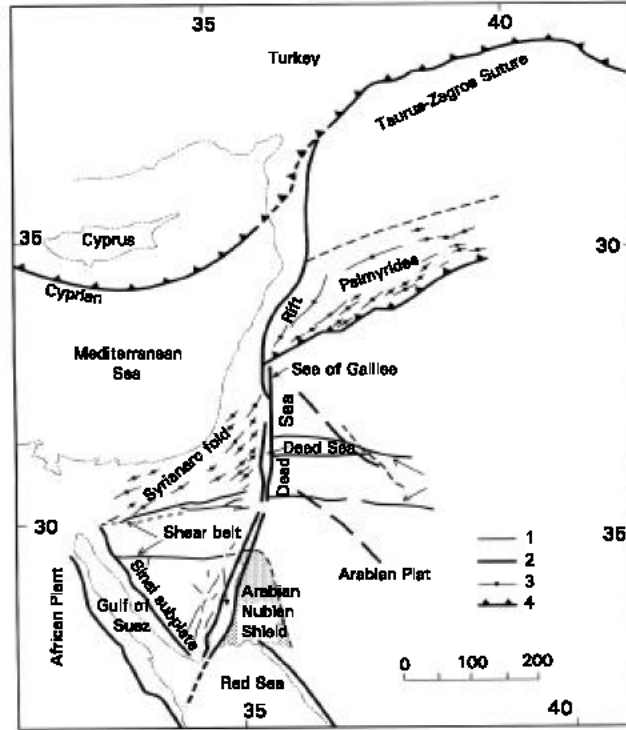 35
40
Turkey
Taurus-Zagros Suture
35
Cyprus
30
Cyprian
Palmyrides
Rift
Mediterranean
Sea
Sea of Galilee
Dead Sea
Syrianarc fold
Dead Sea
30
Shear belt
35
1
2
3
4
Sinai subplate
Arabian
Nubian
Shield
Arabian Plat
African Plant
Gulf of
Suez
0 100 200
Red Sea
35
40